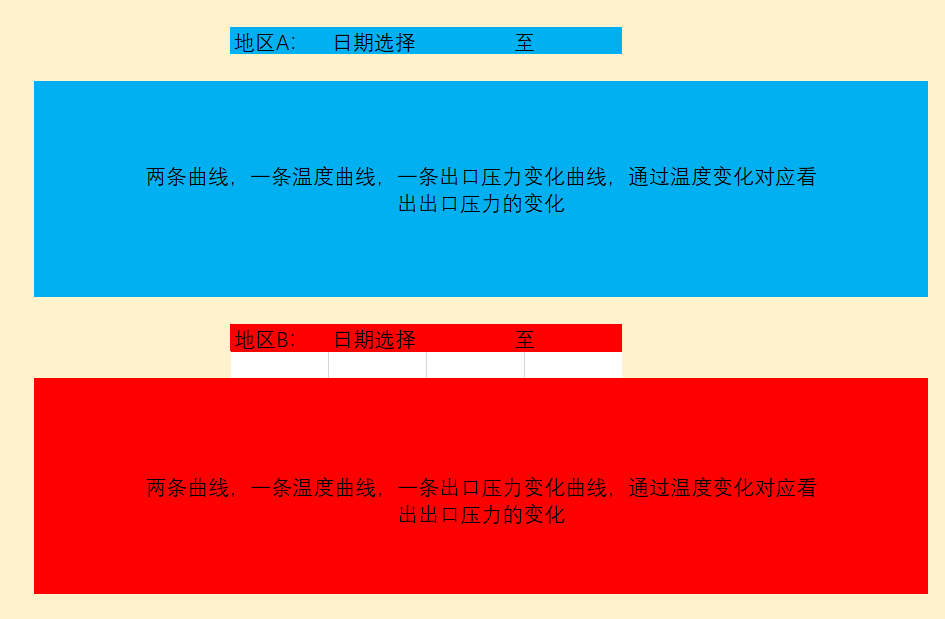 地区A： 日期选择 至
两条曲线，一条温度曲线，一条出口压力变化曲线，通过温度变化对应看
出出口压力的变化
地区B： 日期选择 至
两条曲线，一条温度曲线，一条出口压力变化曲线，通过温度变化对应看
出出口压力的变化